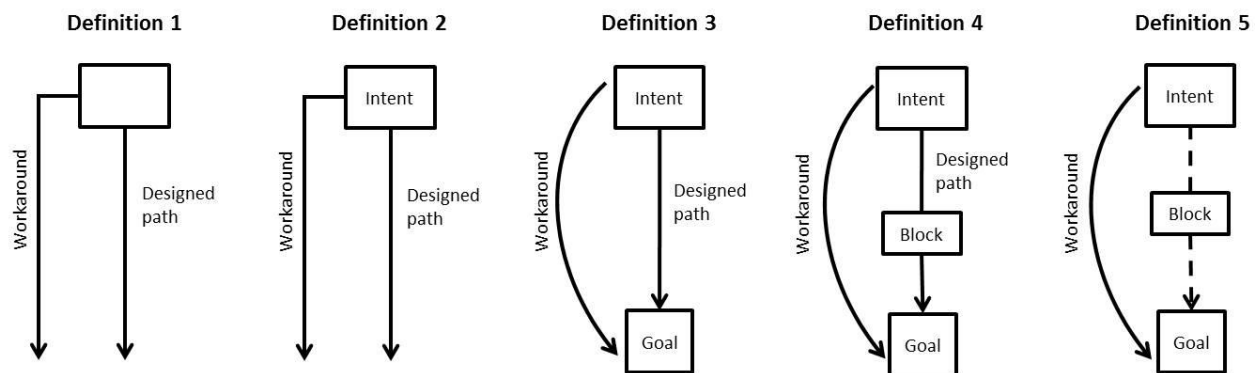 Definition 1
Workaround
Designed
path
Definition 2
Intent
Workaround
Designed
path
Definition 3
Intent
Workaround
Designed
path
Goal
Definition 4
Intent
Workaround
Designed
path
Block
Goal
Definition 5
Intent
Workaround
Block
Goal